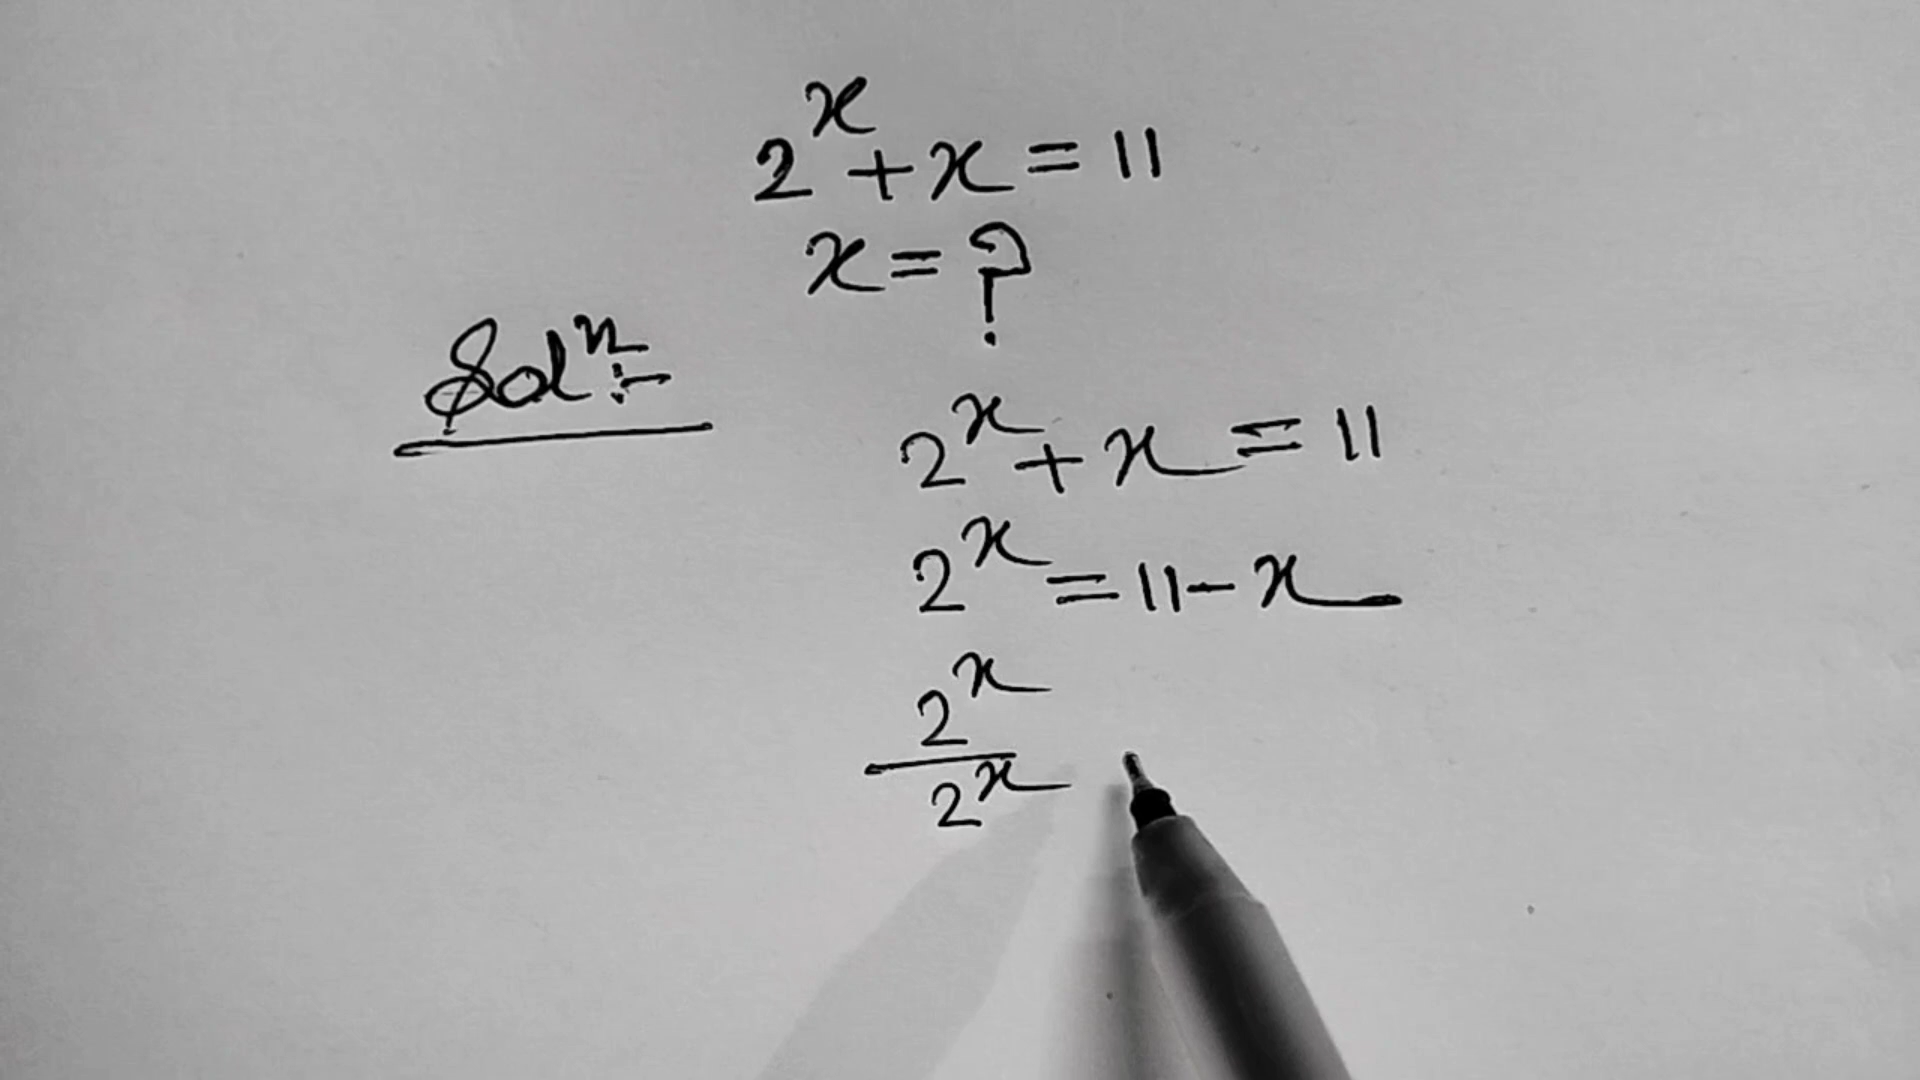 2^x + x = 11
x = ?
Sol^n :-
2^x + x = 11
2^x = 11 - x
2^x
2^x